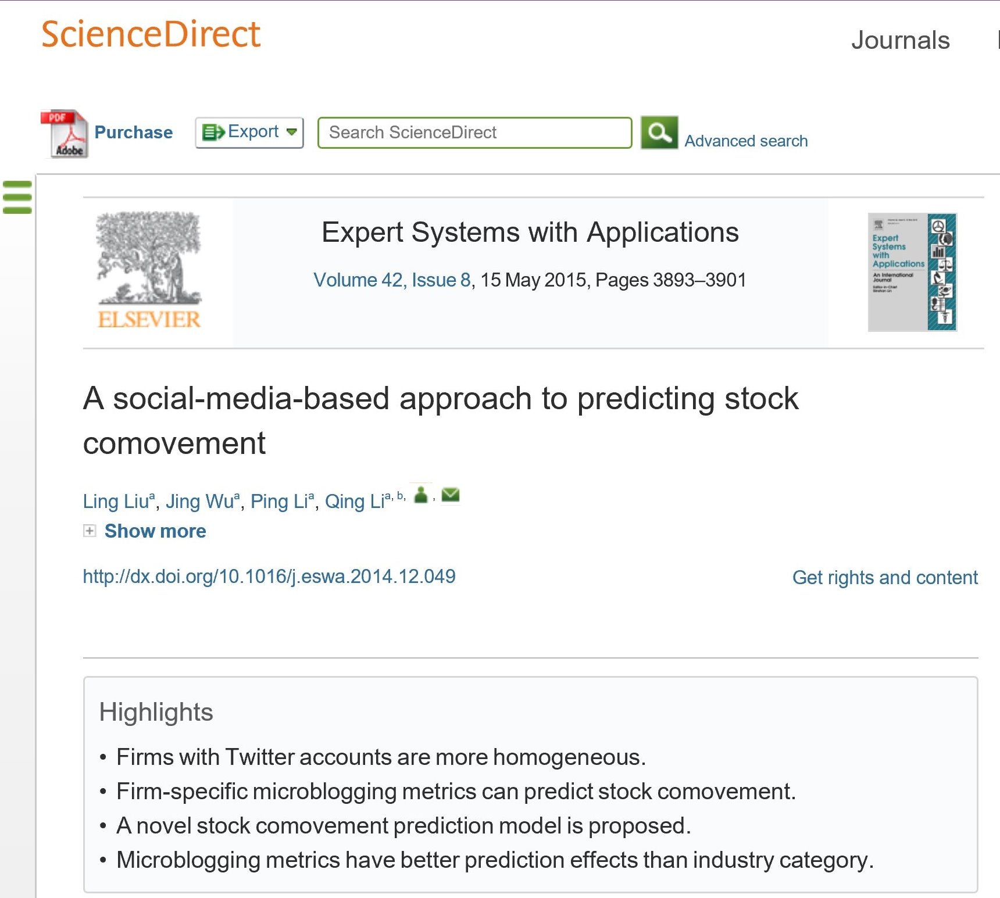 ScienceDirect
Journals
PDF
Adobe
Purchase
Export
Search ScienceDirect
Advanced search
ELSEVIER
Expert Systems with Applications
Volume 42, Issue 8, 15 May 2015, Pages 3893–3901
Expert
Systems
with
Applications
An International
Journal
A social-media-based approach to predicting stock
comovement
Ling Liuᵃ, Jing Wuᵃ, Ping Liᵃ, Qing Liᵃ, ᵇ, ,
Show more
http://dx.doi.org/10.1016/j.eswa.2014.12.049
Get rights and content
Highlights
• Firms with Twitter accounts are more homogeneous.
• Firm-specific microblogging metrics can predict stock comovement.
• A novel stock comovement prediction model is proposed.
• Microblogging metrics have better prediction effects than industry category.